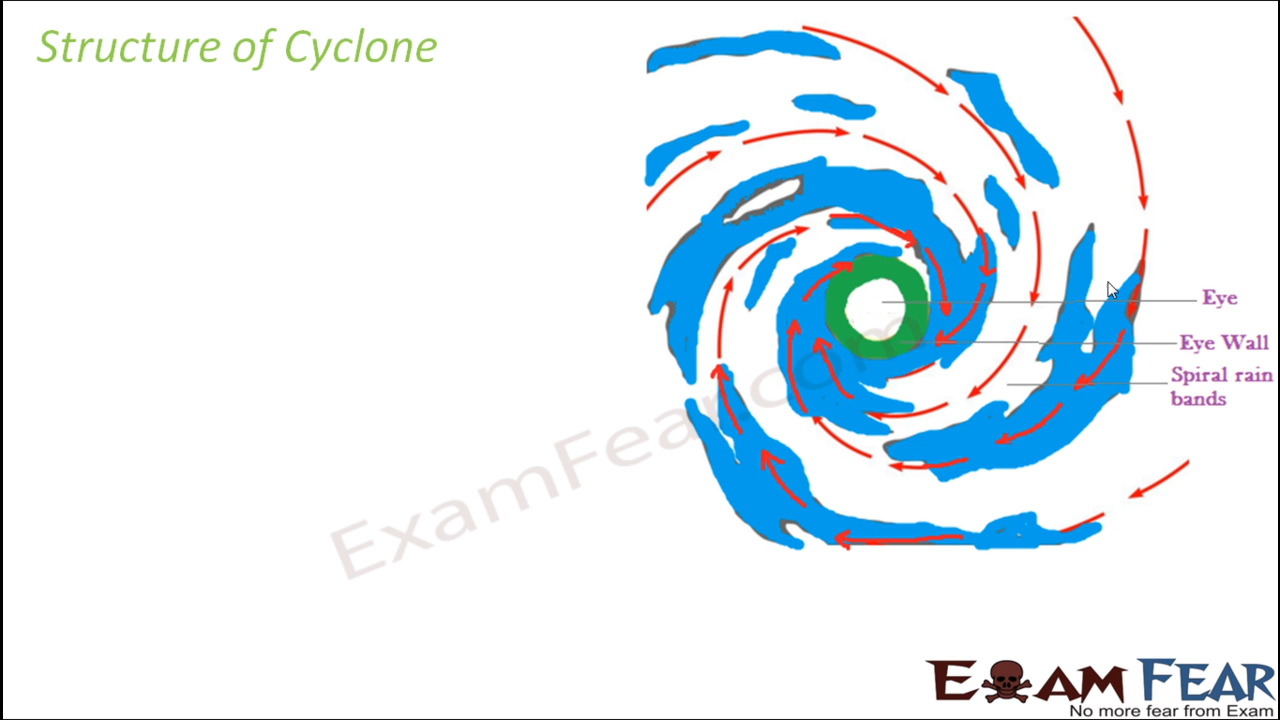 Structure of Cyclone
Eye
Eye Wall
Spiral rain
bands
ExamFear.com
EXAM FEAR
No more fear from Exam